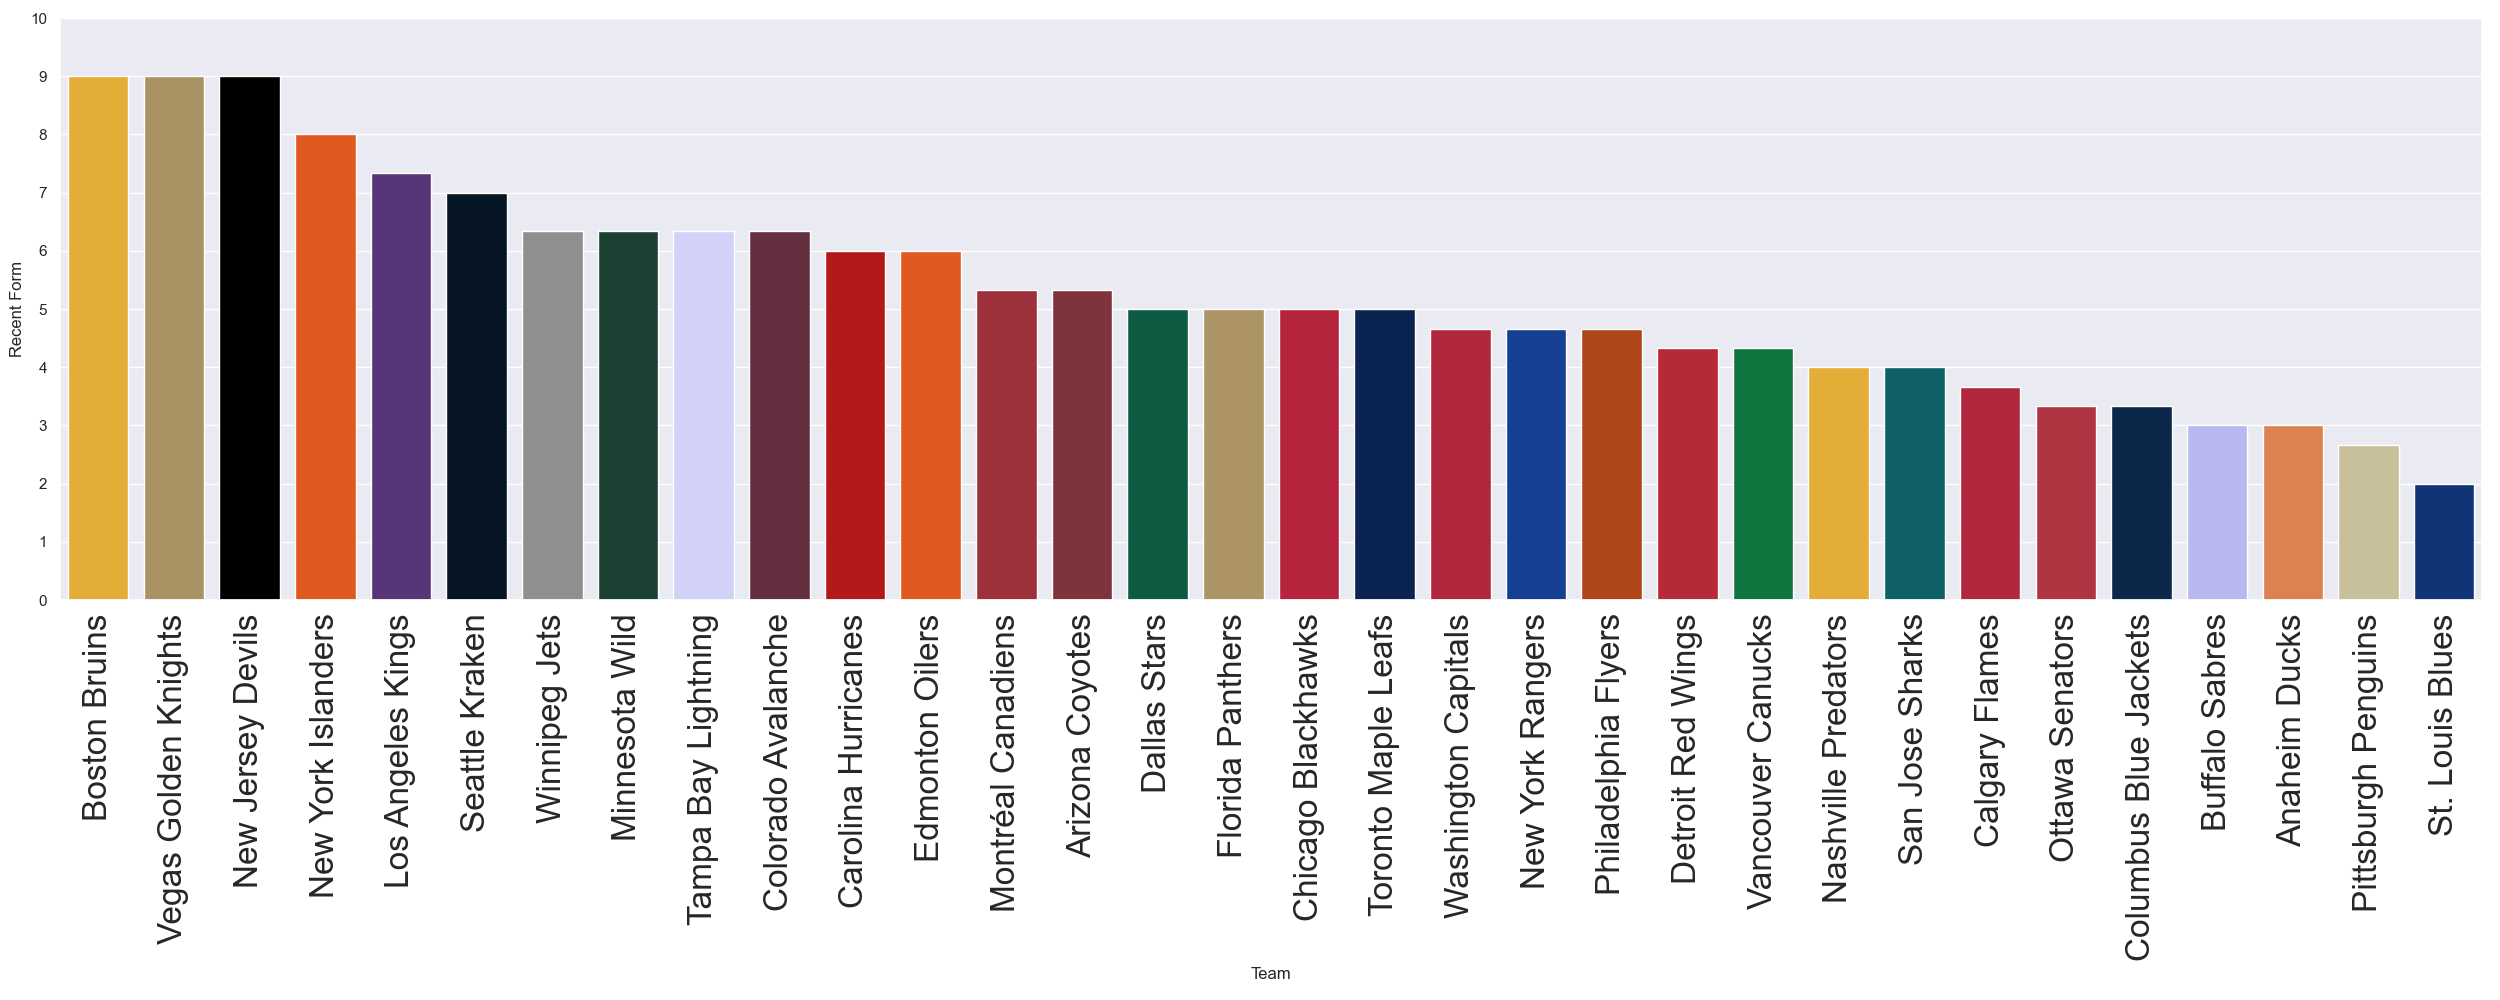 10
9
8
7
6
5
4
3
2
1
0
Recent Form
Boston Bruins
Vegas Golden Knights
New Jersey Devils
New York Islanders
Los Angeles Kings
Seattle Kraken
Winnipeg Jets
Minnesota Wild
Tampa Bay Lightning
Colorado Avalanche
Carolina Hurricanes
Edmonton Oilers
Montréal Canadiens
Arizona Coyotes
Dallas Stars
Florida Panthers
Chicago Blackhawks
Toronto Maple Leafs
Washington Capitals
New York Rangers
Philadelphia Flyers
Detroit Red Wings
Vancouver Canucks
Nashville Predators
San Jose Sharks
Calgary Flames
Ottawa Senators
Columbus Blue Jackets
Buffalo Sabres
Anaheim Ducks
Pittsburgh Penguins
St. Louis Blues
Team